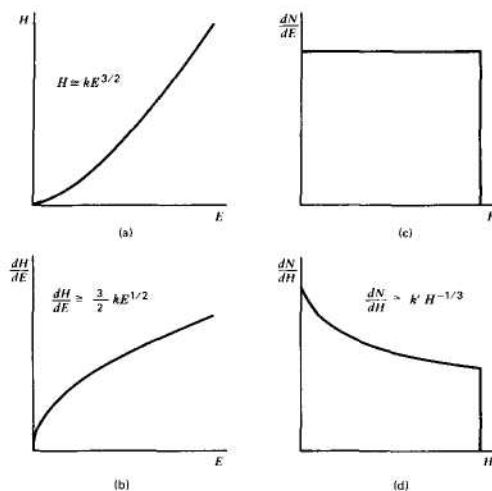 H
H ≅ kE^{3/2}
E
(a)
dN
dE
(c)
dH
dE
dH/dE ≅ 3/2 kE^{1/2}
E
(b)
dN
dH
dN/dH = k' H^{-1/3}
H
(d)